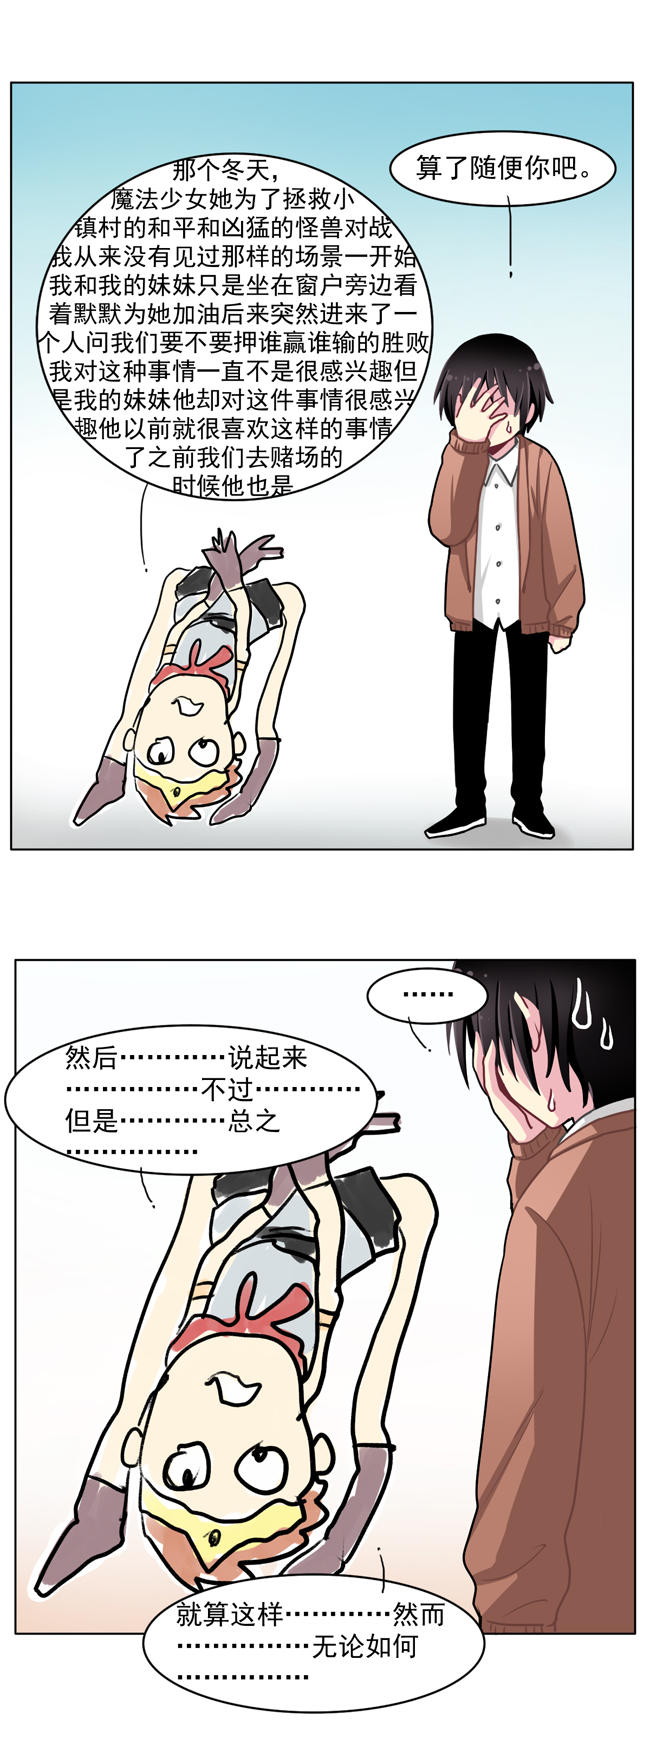 算了随便你吧。
那个冬天，
魔法少女她为了拯救小
镇村的和平和凶猛的怪兽对战
我从来没有见过那样的场景一开始
我和我的妹妹只是坐在窗户旁边看
着默默为她加油后来突然进来了一
个人问我们要不要押谁赢谁输的胜败
我对这种事情一直不是很感兴趣但
是我的妹妹他却对这件事情很感兴
趣他以前就很喜欢这样的事情
了之前我们去赌场的
时候他也是
……
然后…………说起来
……………不过…………
但是…………总之
……………
就算这样…………然而
……………无论如何
……………